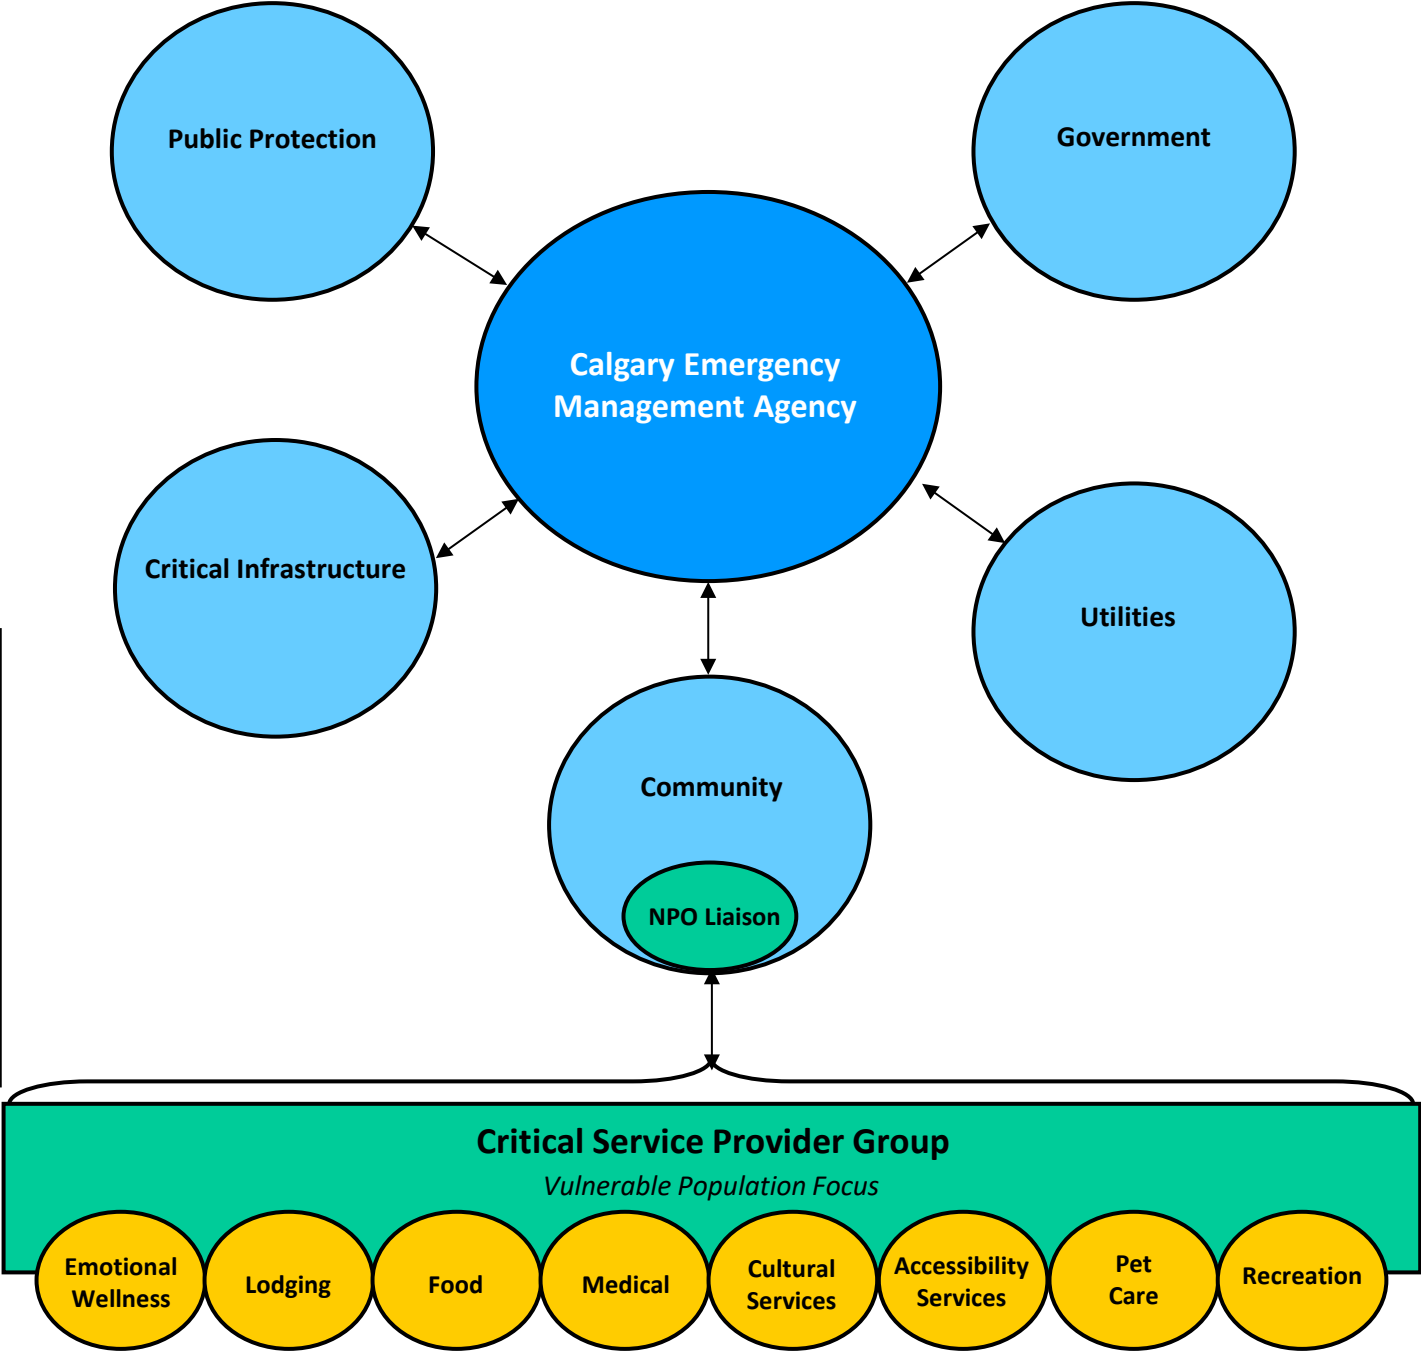 Public Protection
Government
Calgary Emergency
Management Agency
Critical Infrastructure
Utilities
Community
NPO Liaison
Critical Service Provider Group
Vulnerable Population Focus
Emotional
Wellness
Lodging
Food
Medical
Cultural
Services
Accessibility
Services
Pet
Care
Recreation